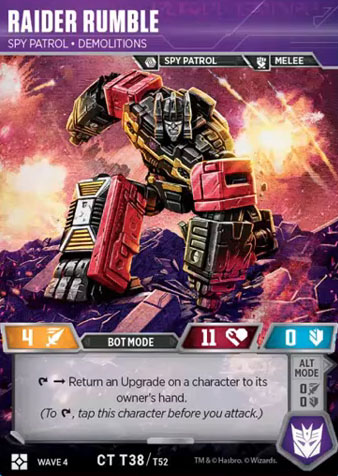 RAIDER RUMBLE
SPY PATROL • DEMOLITIONS
SPY PATROL
MELEE
4
BOT MODE
11
0
→ Return an Upgrade on a character to its
owner's hand.
(To , tap this character before you attack.)
ALT
MODE
0
0
WAVE 4
CT T38/T52
TM & © Hasbro. © Wizards.